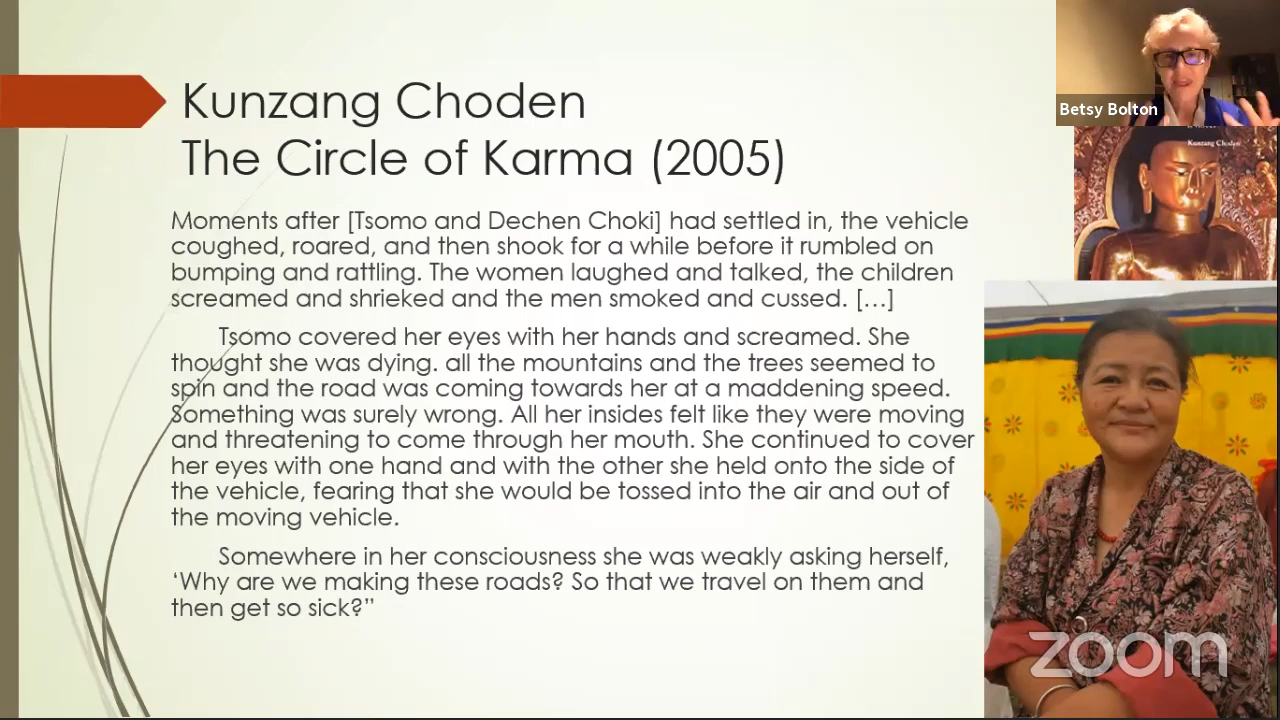 Kunzang Choden
The Circle of Karma (2005)
Moments after [Tsomo and Dechen Choki] had settled in, the vehicle
coughed, roared, and then shook for a while before it rumbled on
bumping and rattling. The women laughed and talked, the children
screamed and shrieked and the men smoked and cussed. […]
Tsomo covered her eyes with her hands and screamed. She
thought she was dying. all the mountains and the trees seemed to
spin and the road was coming towards her at a maddening speed.
Something was surely wrong. All her insides felt like they were moving
and threatening to come through her mouth. She continued to cover
her eyes with one hand and with the other she held onto the side of
the vehicle, fearing that she would be tossed into the air and out of
the moving vehicle.
Somewhere in her consciousness she was weakly asking herself,
‘Why are we making these roads? So that we travel on them and
then get so sick?”
Betsy Bolton
Kunzang Choden
zoom